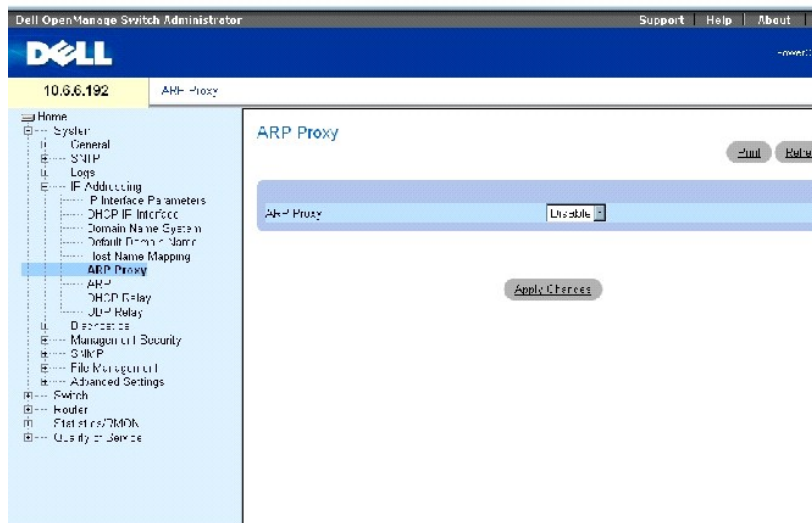 Dell OpenManage Switch Administrator
Support | Help | About
DELL
10.6.6.192
ARP Proxy
Home
System
General
SNTP
Logs
IP Addressing
IP Interface Parameters
DHCP IP Interface
Domain Name System
Default Domain Name
Host Name Mapping
ARP Proxy
ARP
DHCP Relay
UDP Relay
Diagnostics
Management Security
SNMP
File Management
Advanced Settings
Switch
Router
Statistics/RMON
Quality of Service
ARP Proxy
Print
Refre
ARP Proxy
Disable
Apply Changes